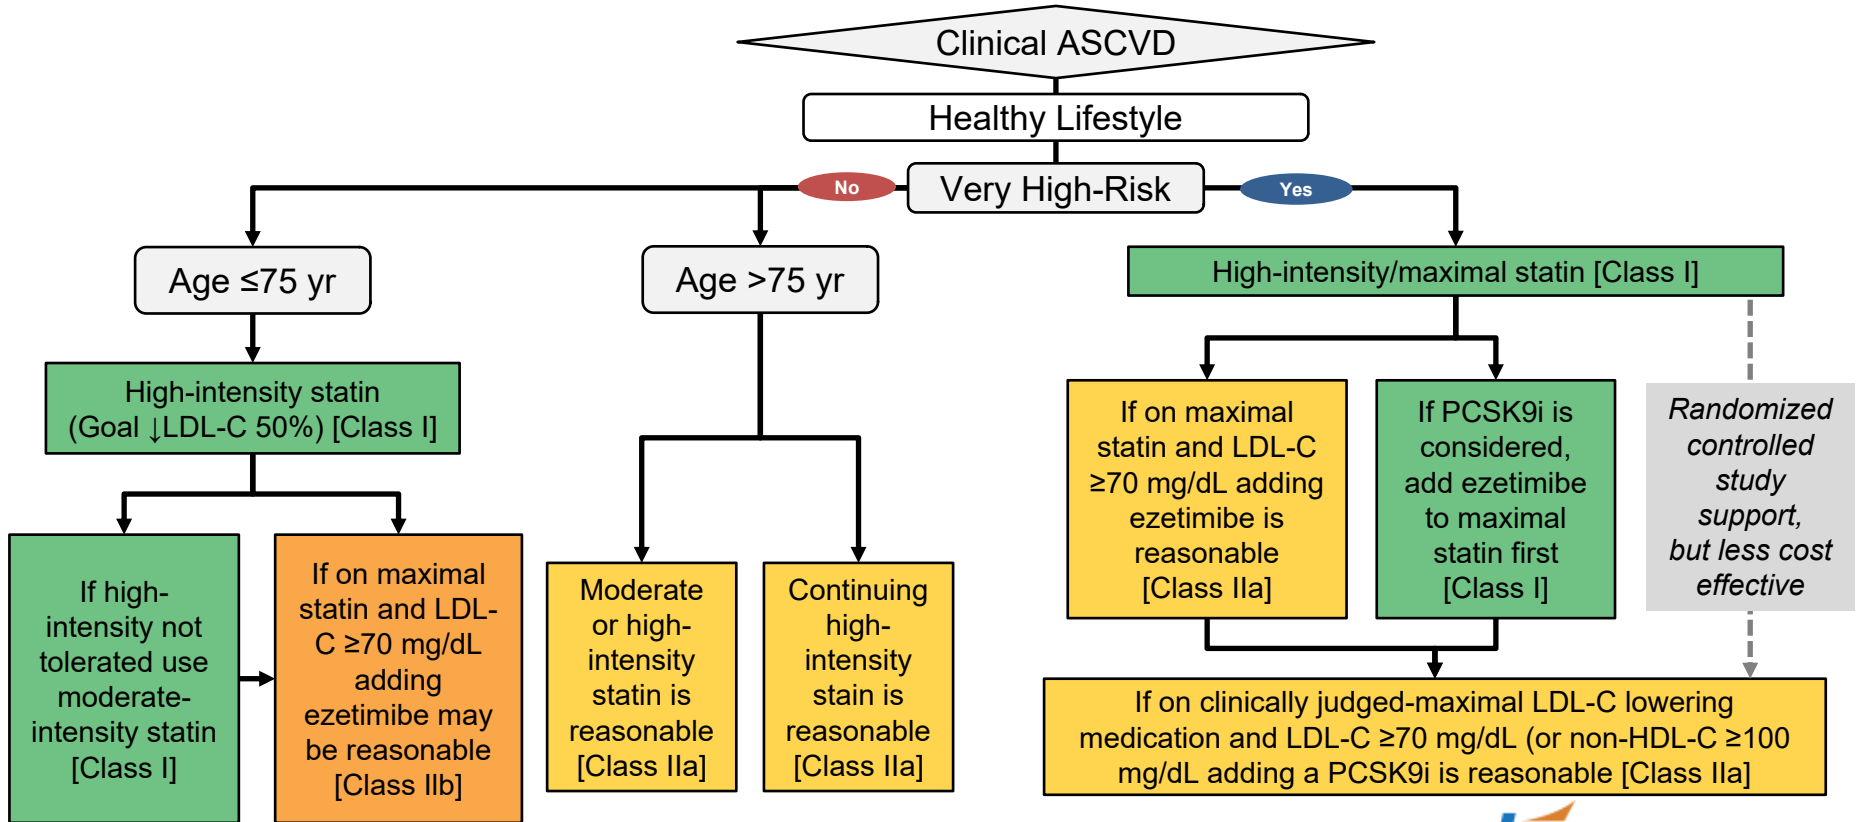 Clinical ASCVD
Healthy Lifestyle
No
Very High-Risk
Yes
Age ≤75 yr
Age >75 yr
High-intensity/maximal statin [Class I]
High-intensity statin
(Goal ↓LDL-C 50%) [Class I]
If high-
intensity not
tolerated use
moderate-
intensity statin
[Class I]
If on maximal
statin and LDL-
C ≥70 mg/dL
adding
ezetimibe may
be reasonable
[Class IIb]
Moderate
or high-
intensity
statin is
reasonable
[Class IIa]
Continuing
high-
intensity
stain is
reasonable
[Class IIa]
If on maximal
statin and LDL-C
≥70 mg/dL adding
ezetimibe is
reasonable
[Class IIa]
If PCSK9i is
considered,
add ezetimibe
to maximal
statin first
[Class I]
Randomized
controlled
study
support,
but less cost
effective
If on clinically judged-maximal LDL-C lowering
medication and LDL-C ≥70 mg/dL (or non-HDL-C ≥100
mg/dL adding a PCSK9i is reasonable [Class IIa]